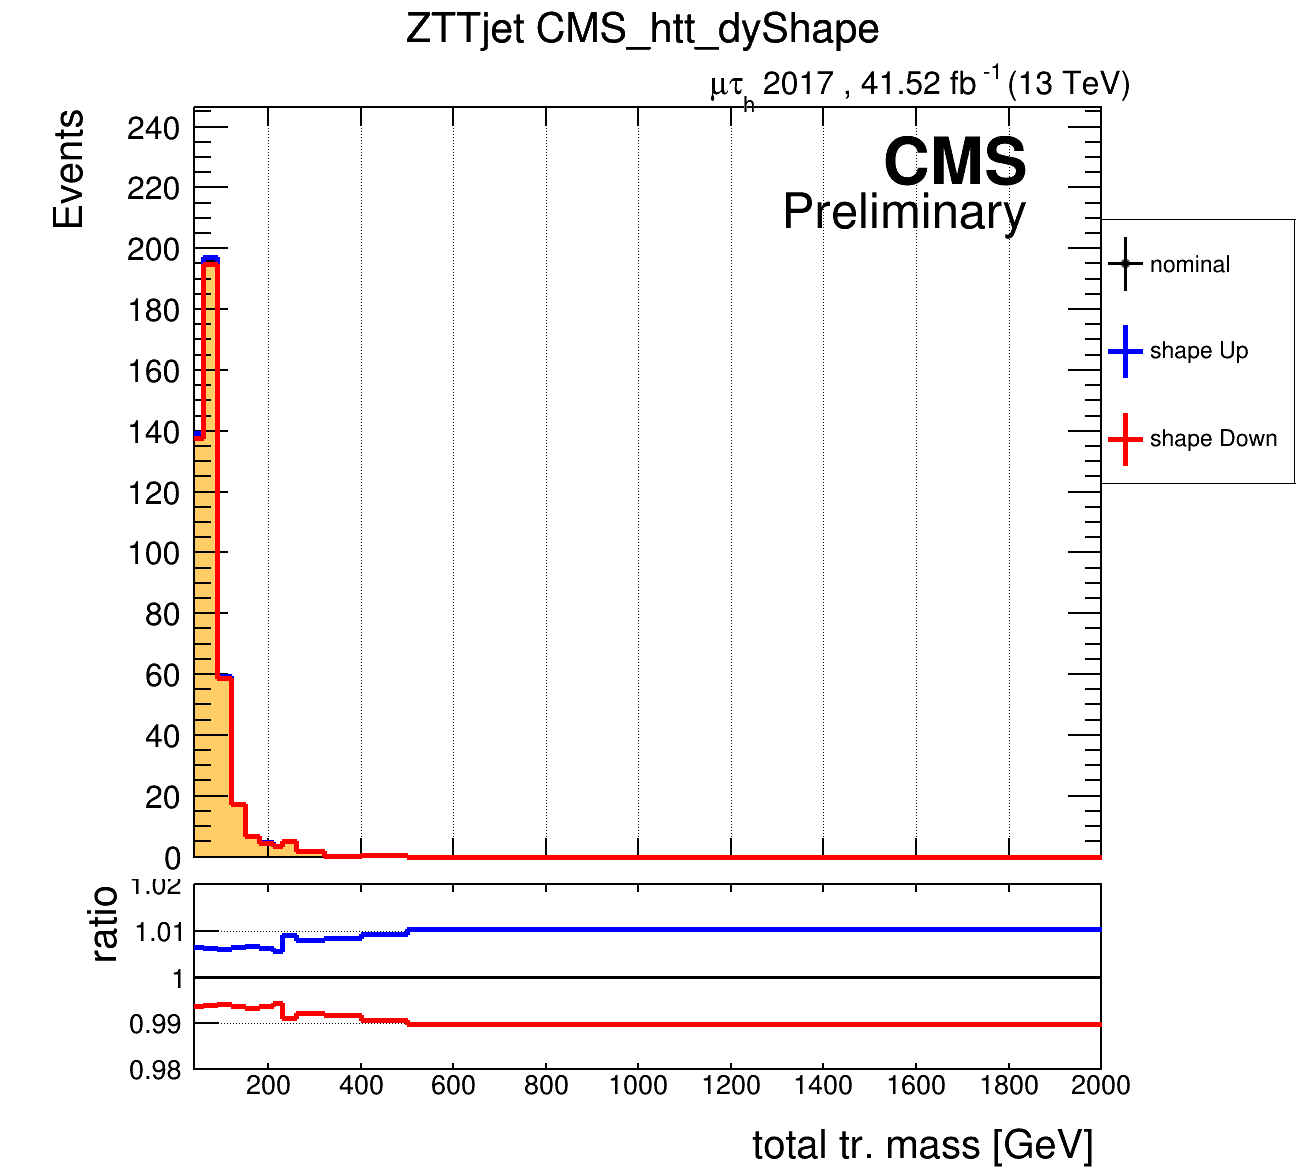 ZTTjet CMS_htt_dyShape
μτh 2017 , 41.52 fb-1 (13 TeV)
Events
240
220
200
180
160
140
120
100
80
60
40
20
0
CMS
Preliminary
nominal
shape Up
shape Down
ratio
1.02
1.01
1
0.99
0.98
200 400 600 800 1000 1200 1400 1600 1800 2000
total tr. mass [GeV]